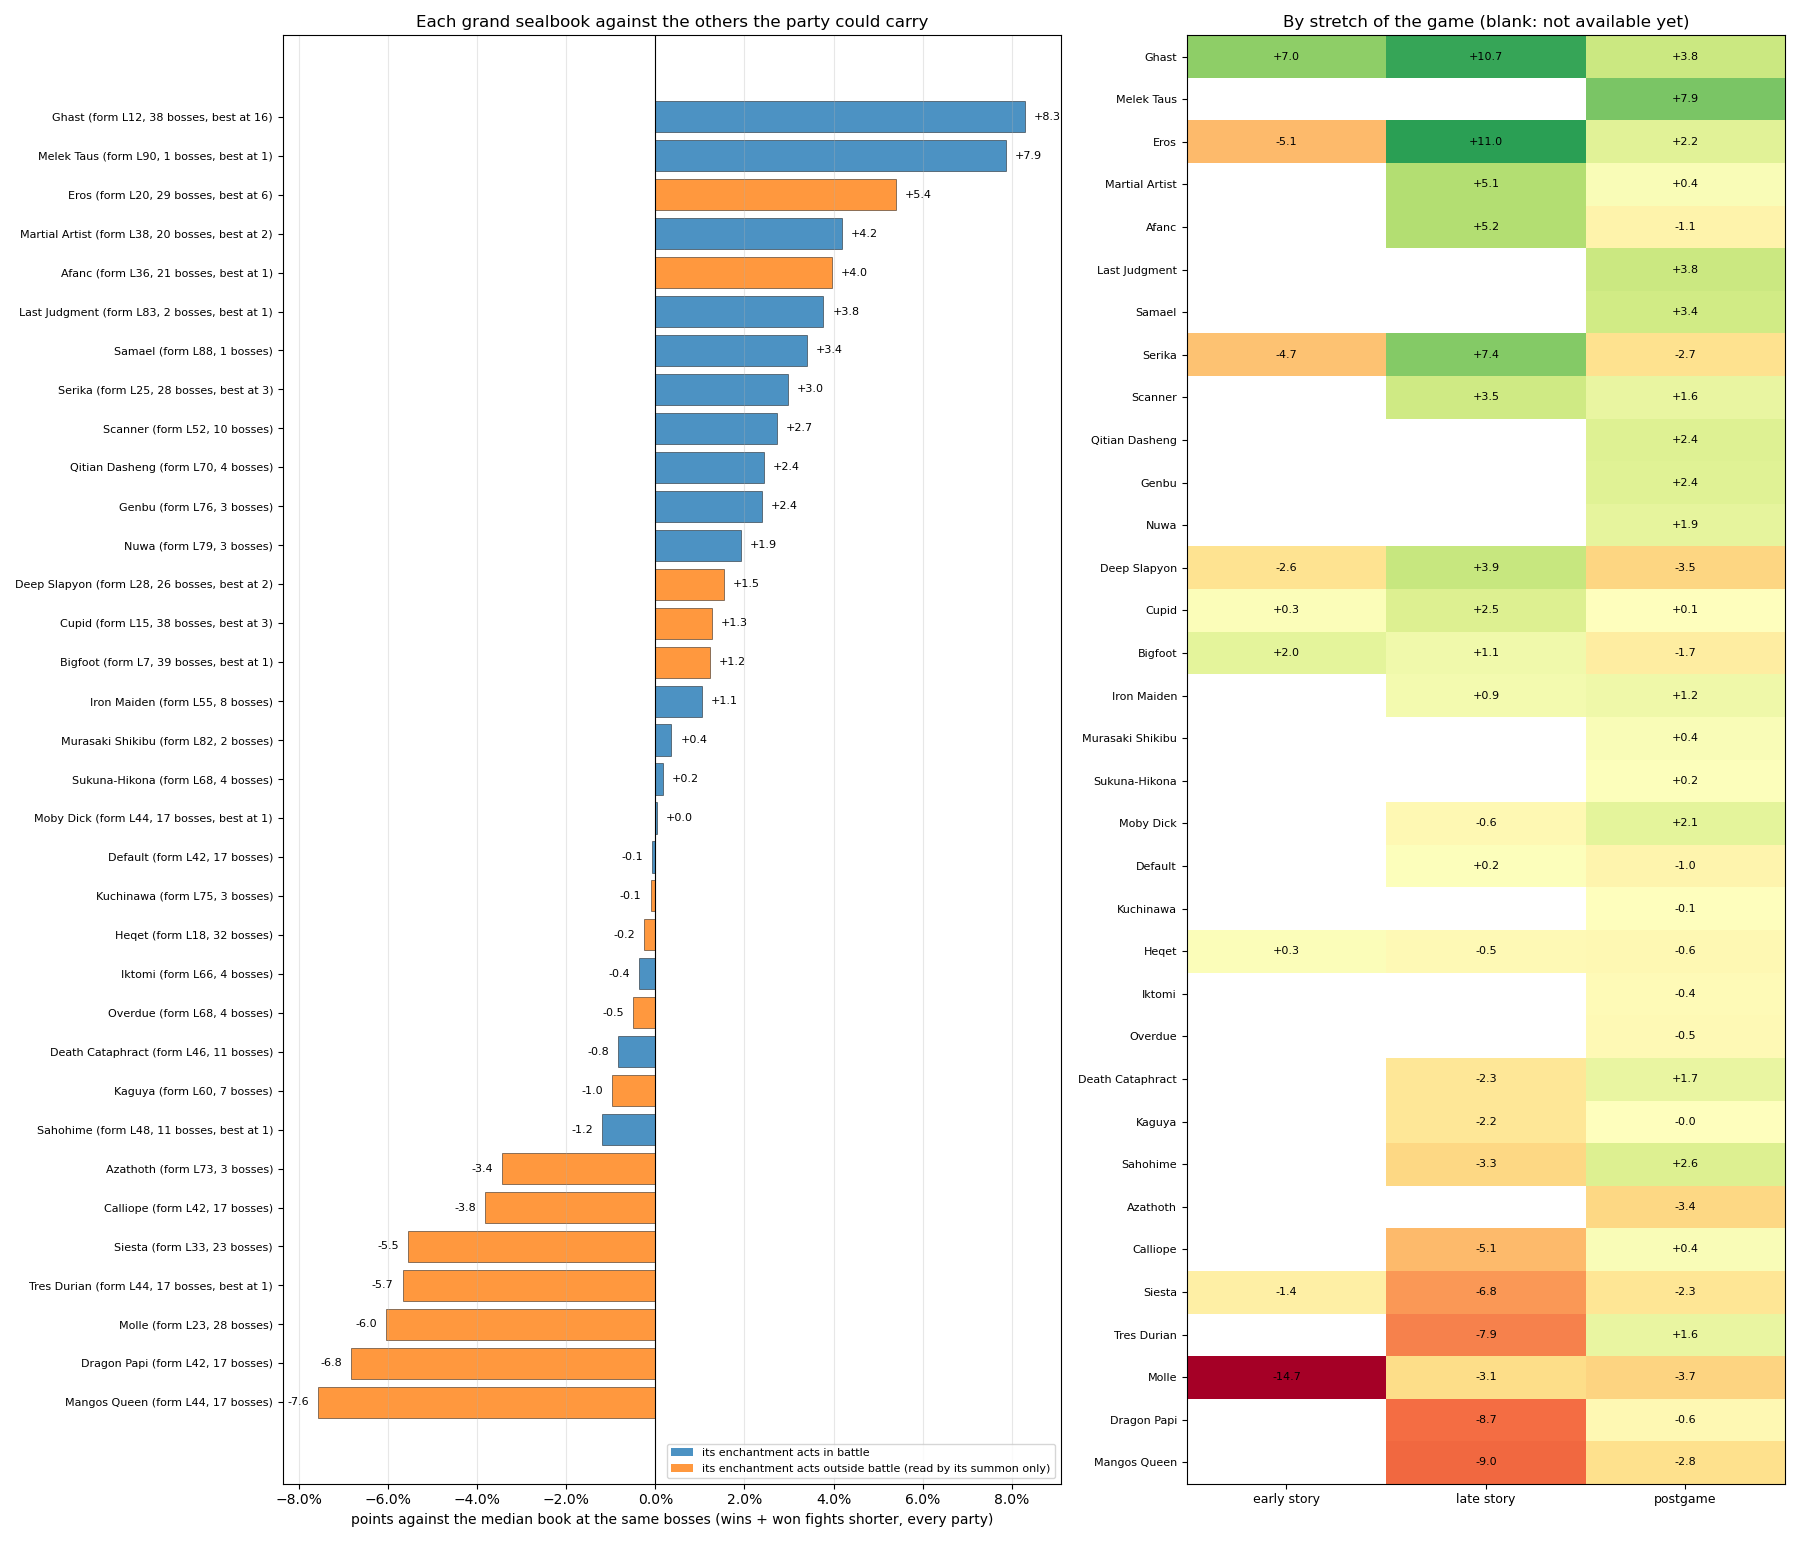 Each grand sealbook against the others the party could carry
Ghast (form L12, 38 bosses, best at 16)
+8.3
Melek Taus (form L90, 1 bosses, best at 1)
+7.9
Eros (form L20, 29 bosses, best at 6)
+5.4
Martial Artist (form L38, 20 bosses, best at 2)
+4.2
Afanc (form L36, 21 bosses, best at 1)
+4.0
Last Judgment (form L83, 2 bosses, best at 1)
+3.8
Samael (form L88, 1 bosses)
+3.4
Serika (form L25, 28 bosses, best at 3)
+3.0
Scanner (form L52, 10 bosses)
+2.7
Qitian Dasheng (form L70, 4 bosses)
+2.4
Genbu (form L76, 3 bosses)
+2.4
Nuwa (form L79, 3 bosses)
+1.9
Deep Slapyon (form L28, 26 bosses, best at 2)
+1.5
Cupid (form L15, 38 bosses, best at 3)
+1.3
Bigfoot (form L7, 39 bosses, best at 1)
+1.2
Iron Maiden (form L55, 8 bosses)
+1.1
Murasaki Shikibu (form L82, 2 bosses)
+0.4
Sukuna-Hikona (form L68, 4 bosses)
+0.2
Moby Dick (form L44, 17 bosses, best at 1)
+0.0
Default (form L42, 17 bosses)
-0.1
Kuchinawa (form L75, 3 bosses)
-0.1
Heqet (form L18, 32 bosses)
-0.2
Iktomi (form L66, 4 bosses)
-0.4
Overdue (form L68, 4 bosses)
-0.5
Death Cataphract (form L46, 11 bosses)
-0.8
Kaguya (form L60, 7 bosses)
-1.0
Sahohime (form L48, 11 bosses, best at 1)
-1.2
Azathoth (form L73, 3 bosses)
-3.4
Calliope (form L42, 17 bosses)
-3.8
Siesta (form L33, 23 bosses)
-5.5
Tres Durian (form L44, 17 bosses, best at 1)
-5.7
Molle (form L23, 28 bosses)
-6.0
Dragon Papi (form L42, 17 bosses)
-6.8
Mangos Queen (form L44, 17 bosses)
-7.6
its enchantment acts in battle
its enchantment acts outside battle (read by its summon only)
−8.0% −6.0% −4.0% −2.0% 0.0% 2.0% 4.0% 6.0% 8.0%
points against the median book at the same bosses (wins + won fights shorter, every party)
By stretch of the game (blank: not available yet)
Ghast +7.0 +10.7 +3.8
Melek Taus +7.9
Eros -5.1 +11.0 +2.2
Martial Artist +5.1 +0.4
Afanc +5.2 -1.1
Last Judgment +3.8
Samael +3.4
Serika -4.7 +7.4 -2.7
Scanner +3.5 +1.6
Qitian Dasheng +2.4
Genbu +2.4
Nuwa +1.9
Deep Slapyon -2.6 +3.9 -3.5
Cupid +0.3 +2.5 +0.1
Bigfoot +2.0 +1.1 -1.7
Iron Maiden +0.9 +1.2
Murasaki Shikibu +0.4
Sukuna-Hikona +0.2
Moby Dick -0.6 +2.1
Default +0.2 -1.0
Kuchinawa -0.1
Heqet +0.3 -0.5 -0.6
Iktomi -0.4
Overdue -0.5
Death Cataphract -2.3 +1.7
Kaguya -2.2 -0.0
Sahohime -3.3 +2.6
Azathoth -3.4
Calliope -5.1 +0.4
Siesta -1.4 -6.8 -2.3
Tres Durian -7.9 +1.6
Molle -14.7 -3.1 -3.7
Dragon Papi -8.7 -0.6
Mangos Queen -9.0 -2.8
early story late story postgame